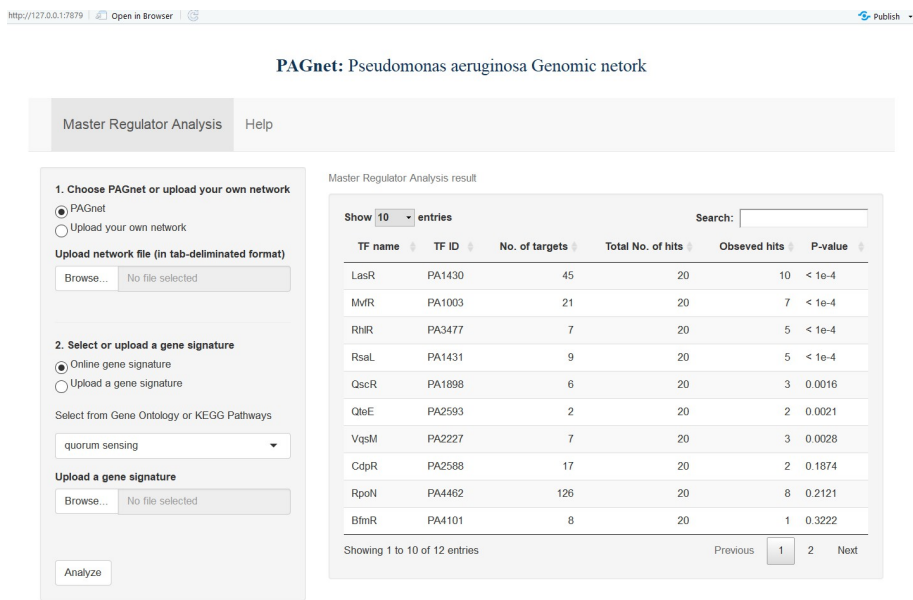 http://127.0.0.1:7879 Open in Browser Publish
PAGnet: Pseudomonas aeruginosa Genomic netork
Master Regulator Analysis Help
1. Choose PAGnet or upload your own network
PAGnet
Upload your own network
Upload network file (in tab-deliminated format)
Browse... No file selected
2. Select or upload a gene signature
Online gene signature
Upload a gene signature
Select from Gene Ontology or KEGG Pathways
quorum sensing
Upload a gene signature
Browse... No file selected
Analyze
Master Regulator Analysis result
Show 10 entries Search:
TF name TF ID No. of targets Total No. of hits Obseved hits P-value
LasR PA1430 45 20 10 < 1e-4
MvfR PA1003 21 20 7 < 1e-4
RhlR PA3477 7 20 5 < 1e-4
RsaL PA1431 9 20 5 < 1e-4
QscR PA1898 6 20 3 0.0016
QteE PA2593 2 20 2 0.0021
VqsM PA2227 7 20 3 0.0028
CdpR PA2588 17 20 2 0.1874
RpoN PA4462 126 20 8 0.2121
BfmR PA4101 8 20 1 0.3222
Showing 1 to 10 of 12 entries Previous 1 2 Next